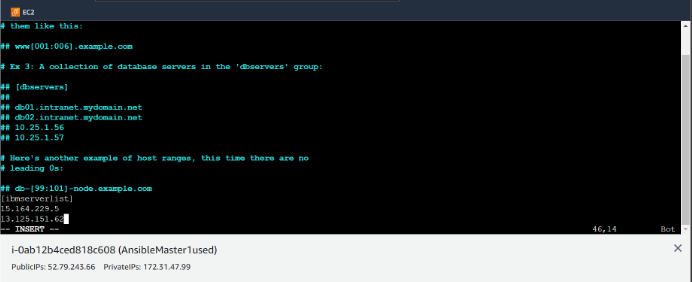 EC2
# them like this:
## www[001:006].example.com
# Ex 3: A collection of database servers in the 'dbservers' group:
## [dbservers]
##
## db01.intranet.mydomain.net
## db02.intranet.mydomain.net
## 10.25.1.56
## 10.25.1.57
# Here's another example of host ranges, this time there are no
# leading 0s:
## db-[99:101]-node.example.com
[ibmserverlist]
15.164.229.5
13.125.151.62
-- INSERT -- 46,14 Bot
i-0ab12b4ced818c608 (AnsibleMaster1used)
PublicIPs: 52.79.243.66 PrivateIPs: 172.31.47.99